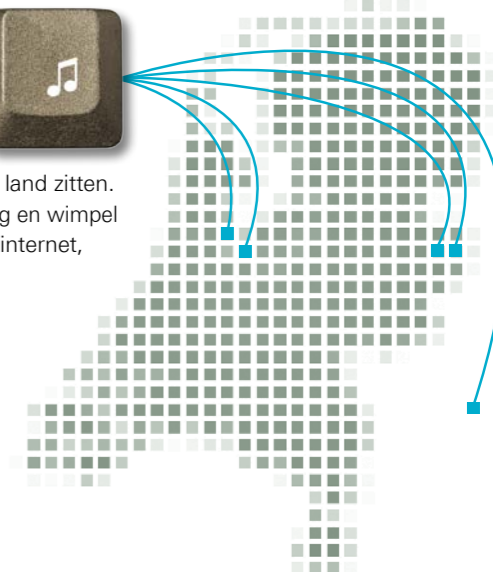 land zitten.
en wimpel
internet,